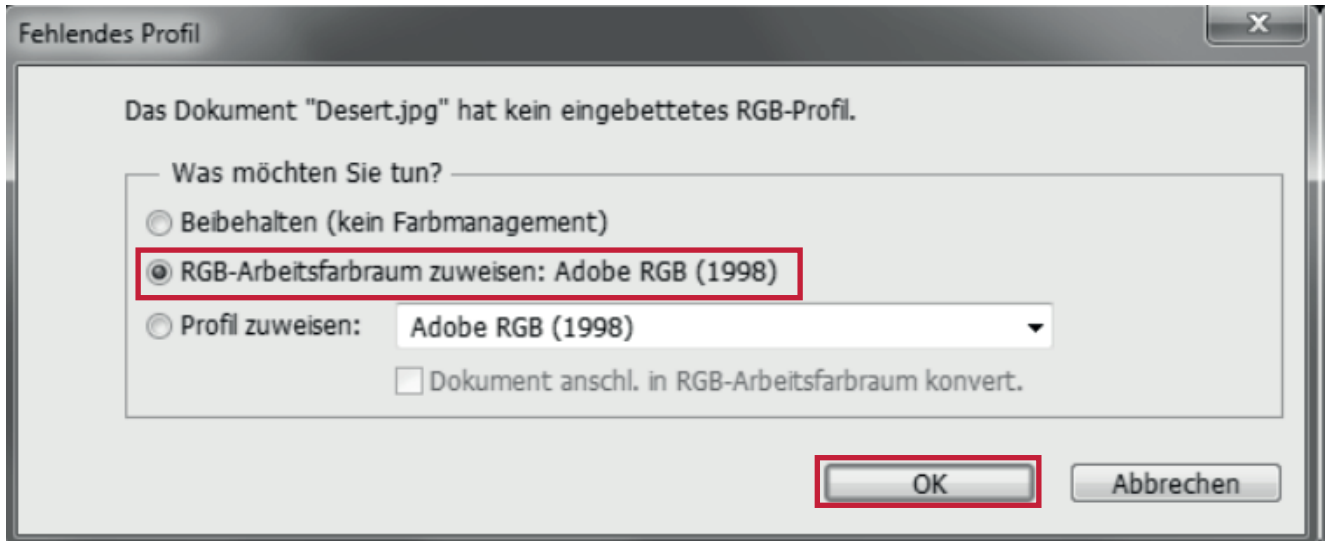 Fehlendes Profil
Das Dokument "Desert.jpg" hat kein eingebettetes RGB-Profil.
Was möchten Sie tun?
Beibehalten (kein Farbmanagement)
RGB-Arbeitsfarbraum zuweisen: Adobe RGB (1998)
Profil zuweisen: Adobe RGB (1998)
Dokument anschl. in RGB-Arbeitsfarbraum konvert.
OK Abbrechen